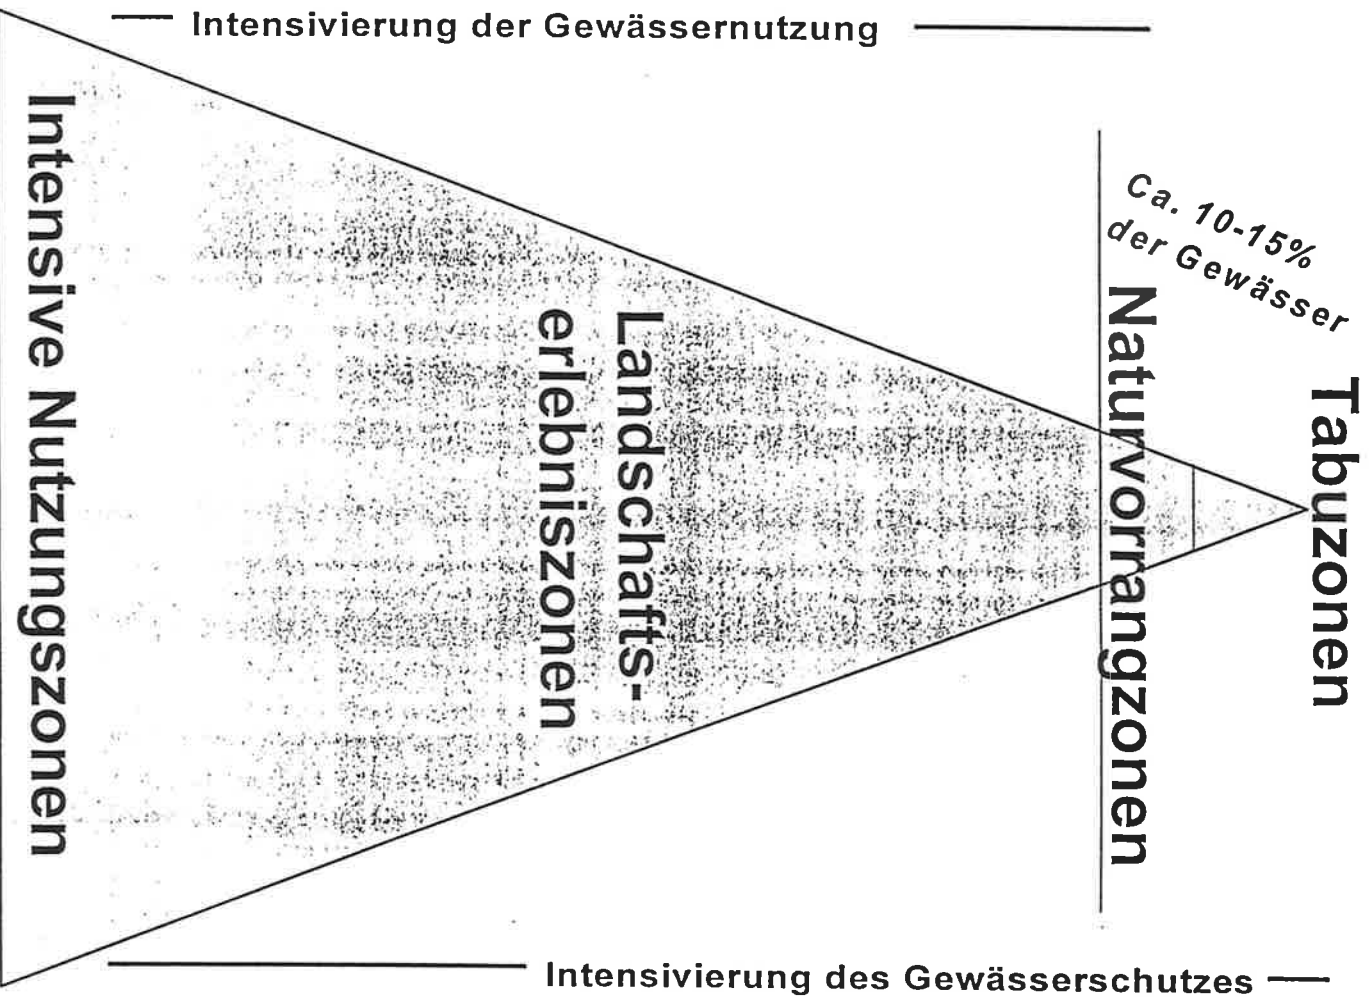 Intensivierung der Gewässernutzung
Ca. 10-15%
der Gewässer
Tabuzonen
Naturvorrangzonen
Landschafts-
erlebniszonen
Intensive Nutzungszonen
Intensivierung des Gewässerschutzes